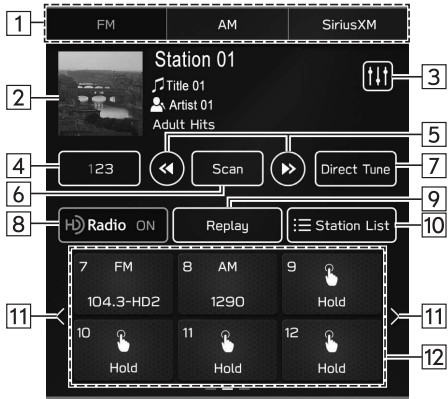 1 FM AM SiriusXM
2
Station 01
Title 01
Artist 01
Adult Hits
3
4 123 Scan Direct Tune 7
5
6
8 HD Radio ON Replay Station List 10
9
7 FM
104.3-HD2
8 AM
1290
9
Hold
11 11
10
Hold
11
Hold
12
Hold
12